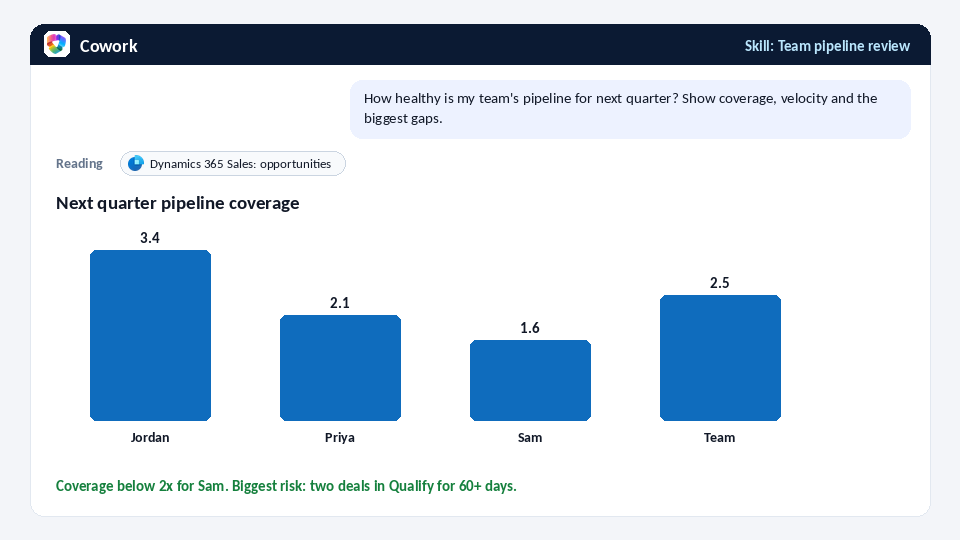 Cowork
Skill: Team pipeline review
How healthy is my team's pipeline for next quarter? Show coverage, velocity and the
biggest gaps.
Reading
Dynamics 365 Sales: opportunities
Next quarter pipeline coverage
3.4
2.1
1.6
2.5
Jordan
Priya
Sam
Team
Coverage below 2x for Sam. Biggest risk: two deals in Qualify for 60+ days.